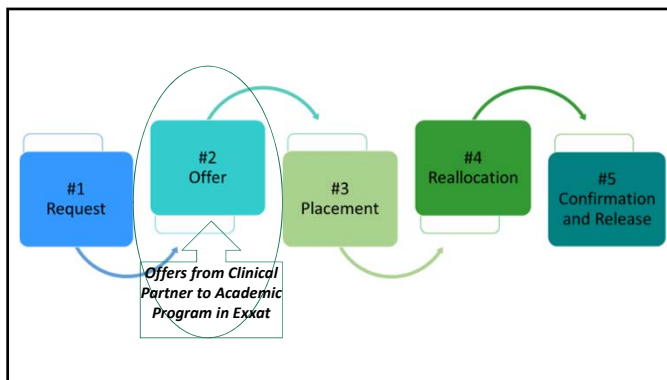 #1
Request
#2
Offer
#3
Placement
#4
Reallocation
#5
Confirmation
and Release
Offers from Clinical
Partner to Academic
Program in Exxat